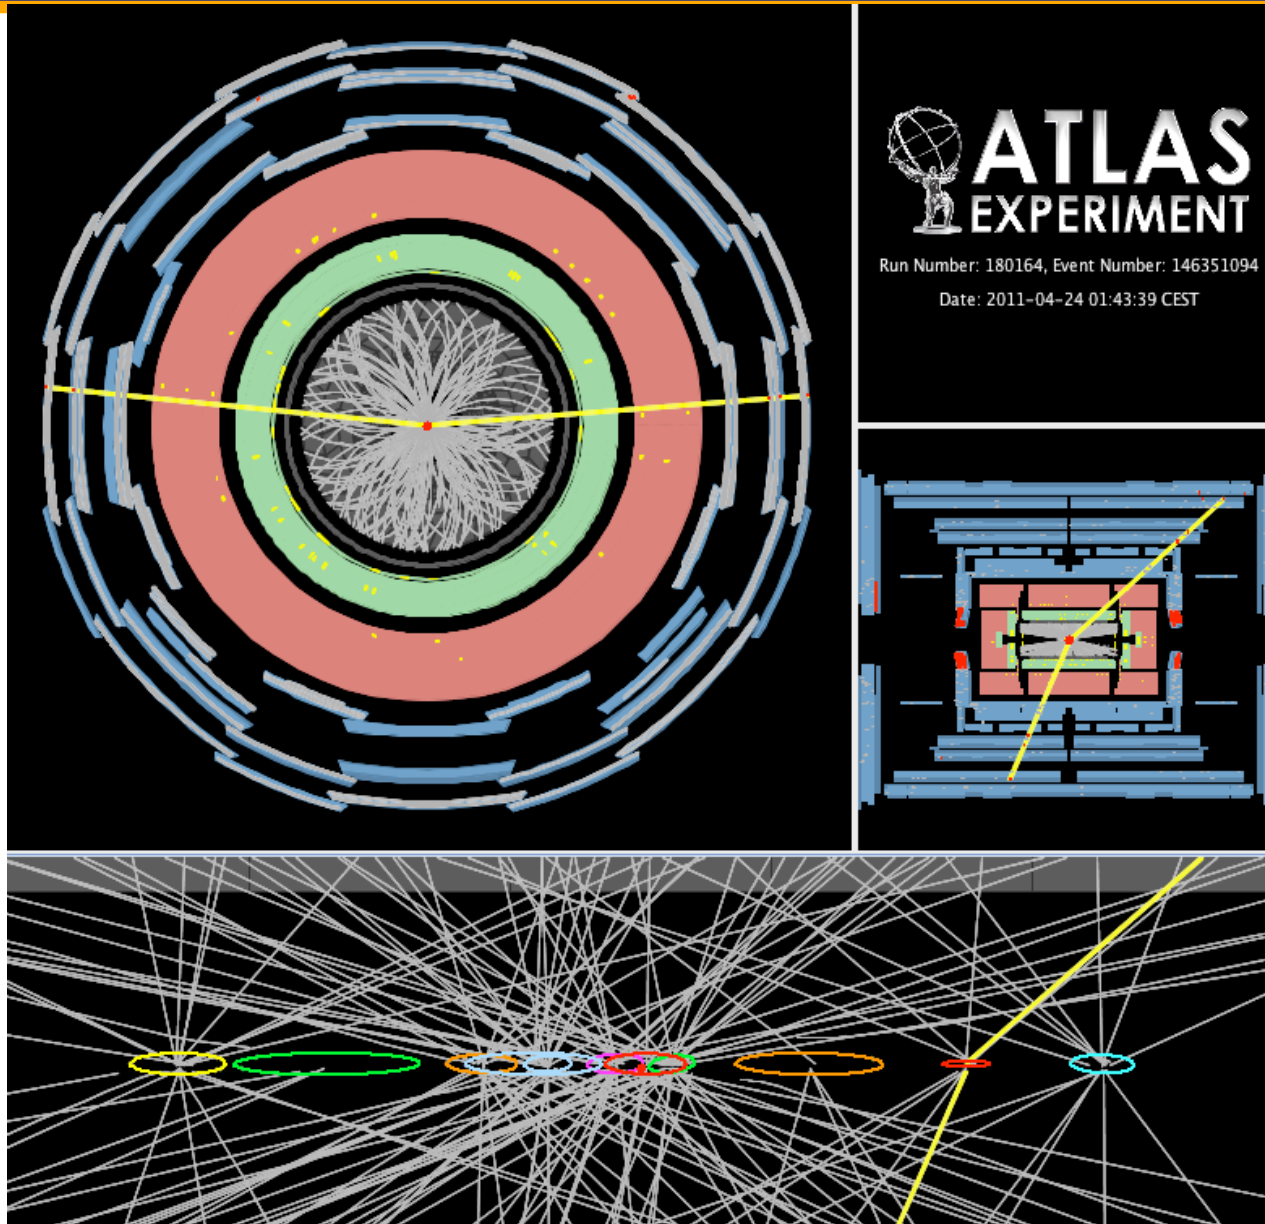 ATLAS
EXPERIMENT
Run Number: 180164, Event Number: 146351094
Date: 2011-04-24 01:43:39 CEST